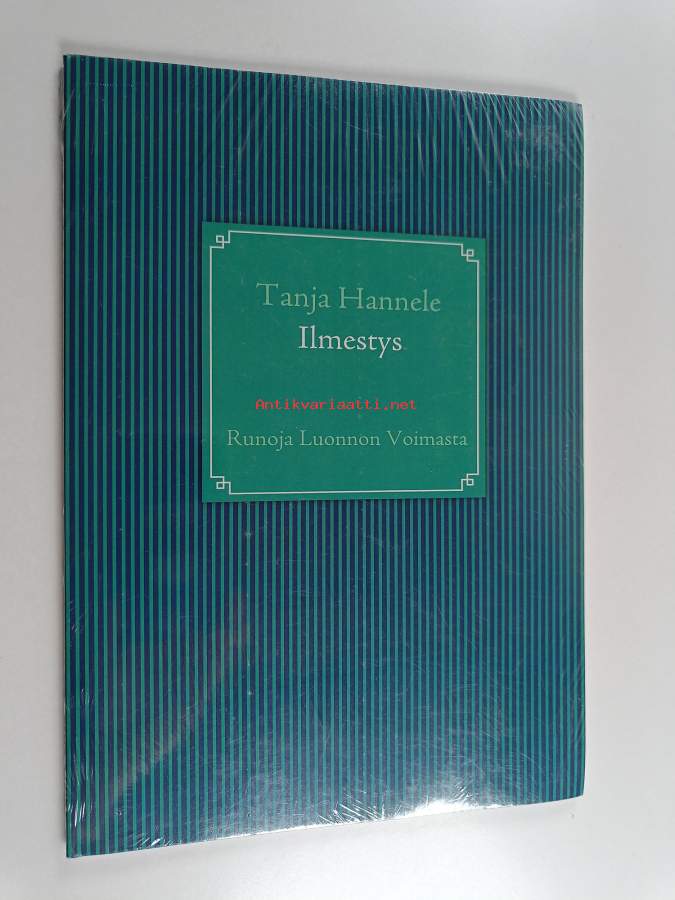 Tanja Hannele
Ilmestys
Antikvariaatti.net
Runoja Luonnon Voimasta